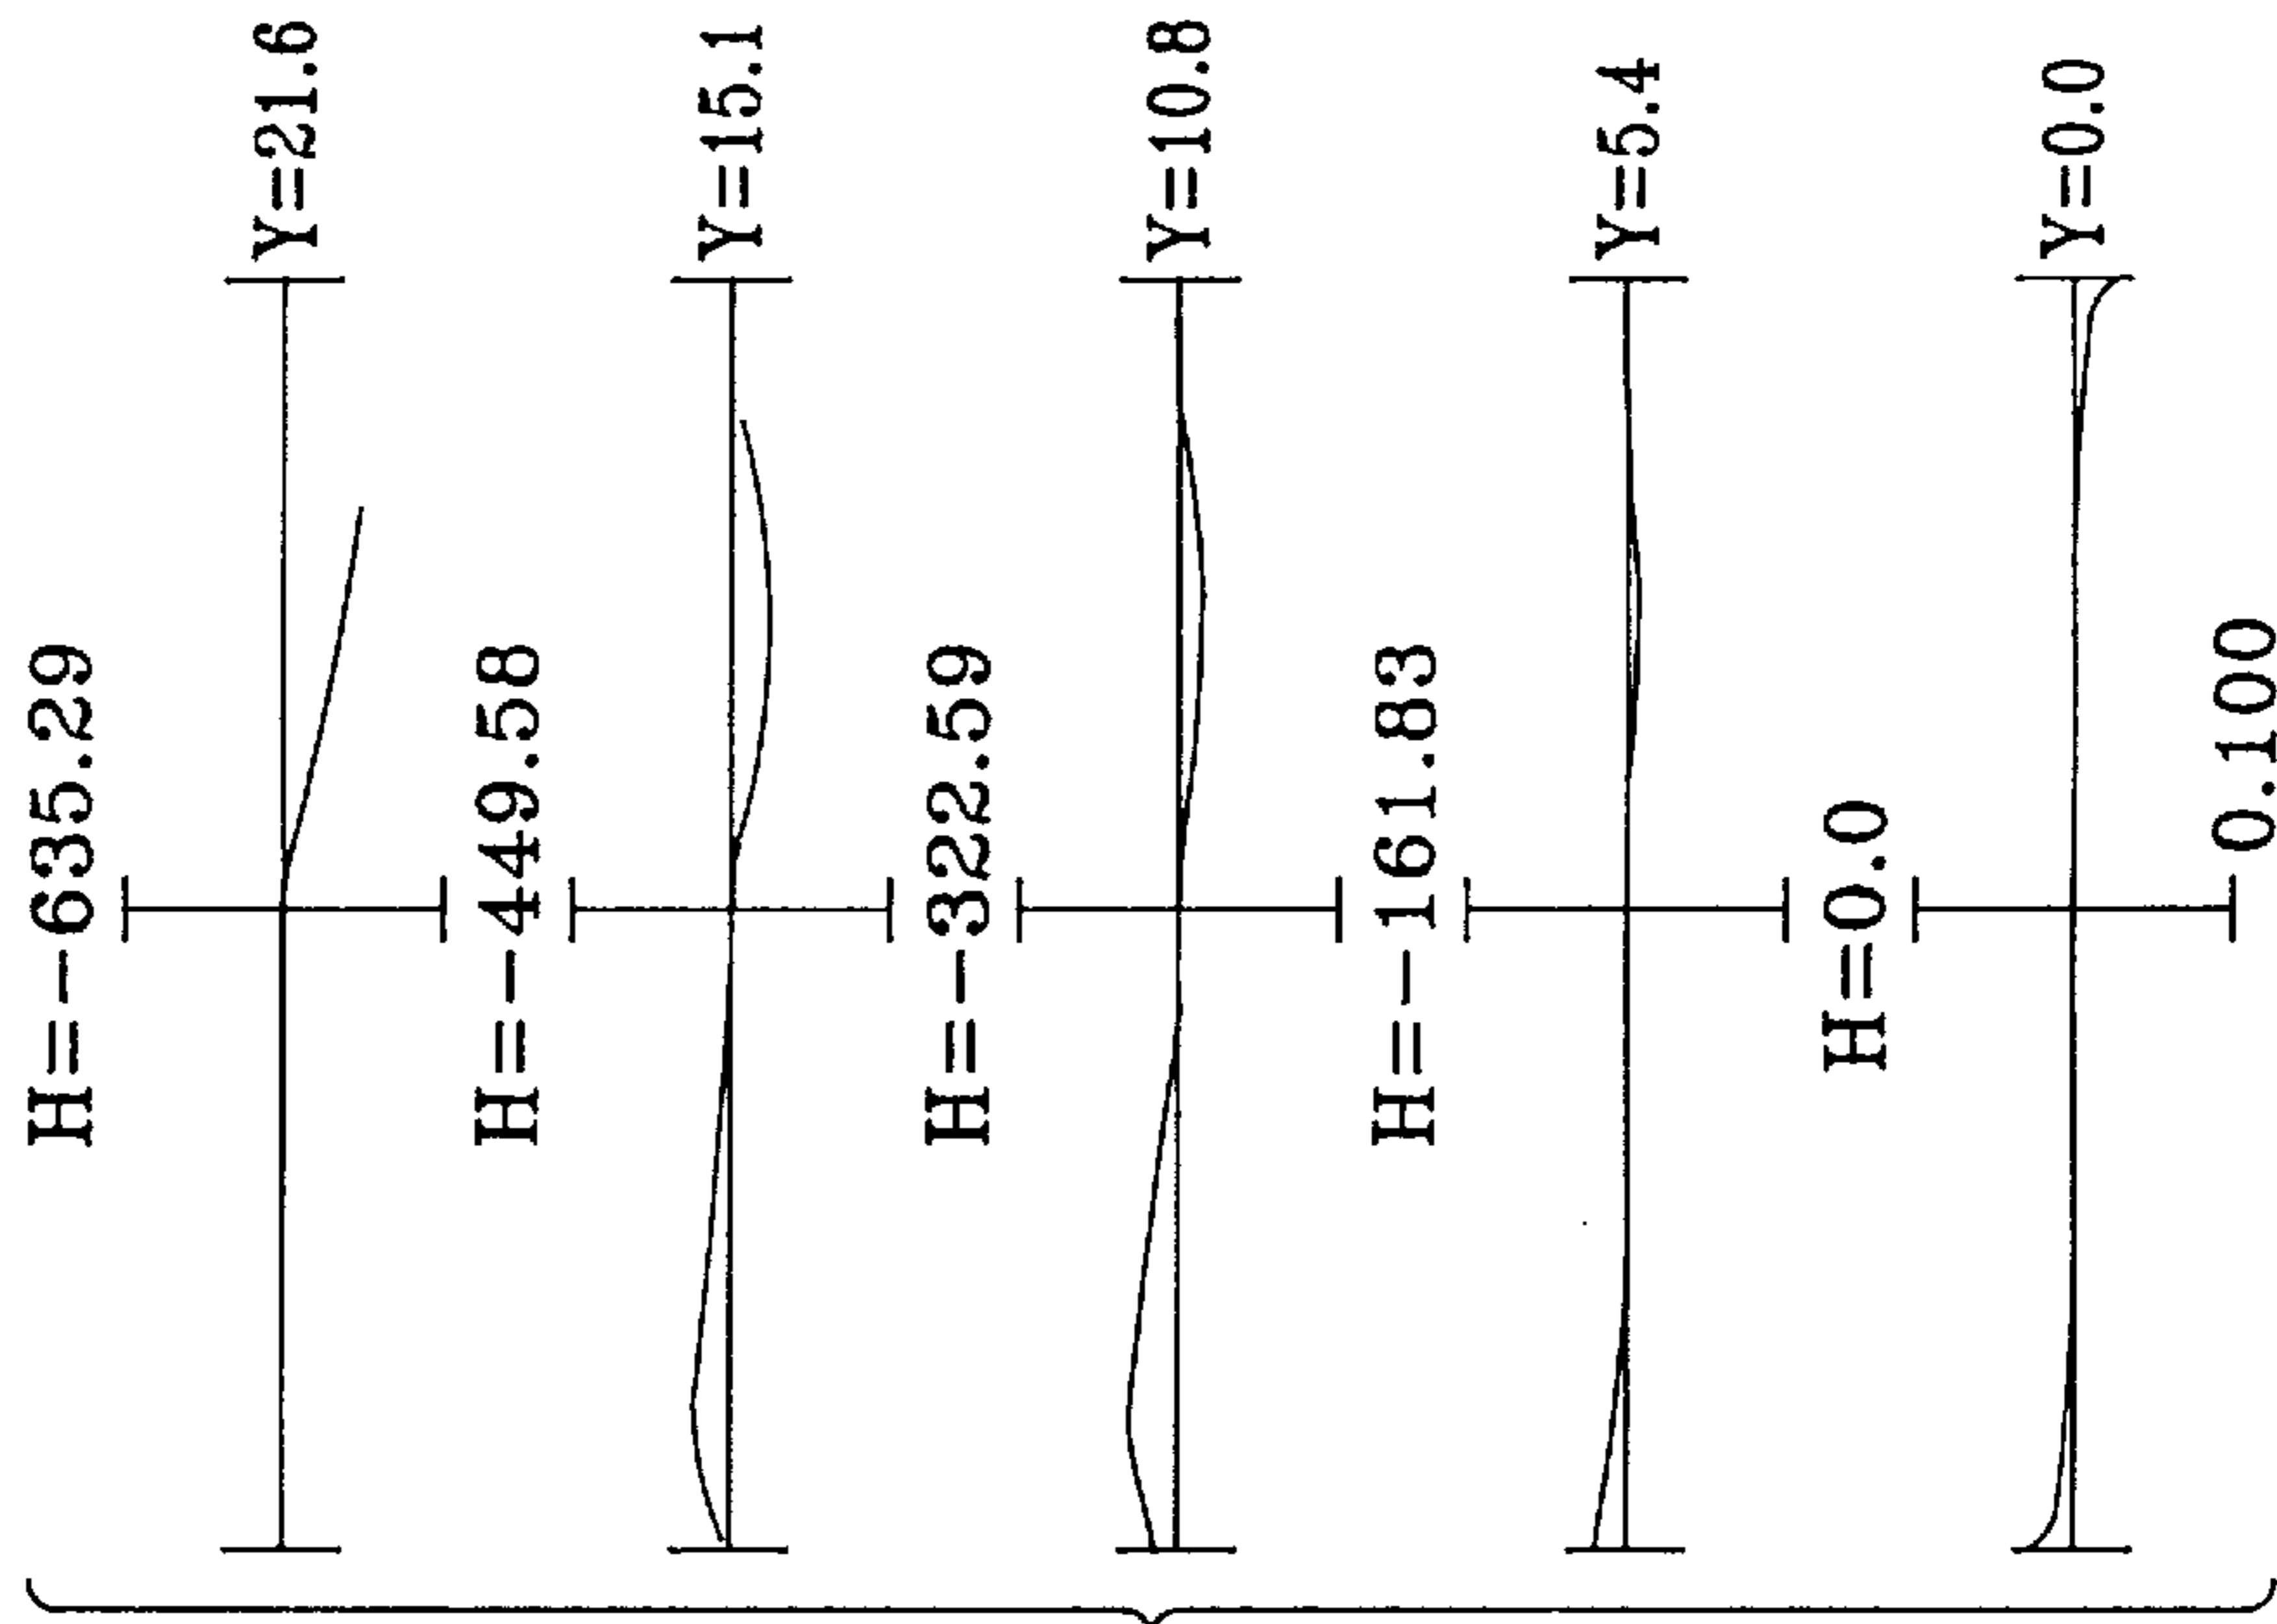 H=-635.29
Y=21.6
H=-449.58
Y=15.1
H=-322.59
Y=10.8
H=-161.83
Y=5.4
H=0.0
Y=0.0
0.100